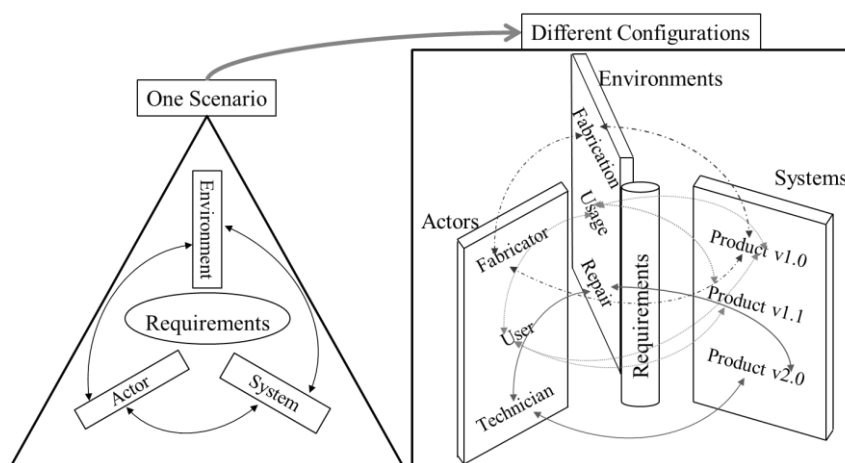 Different Configurations
One Scenario
Environment
Requirements
Actor
System
Environments
Fabrication
Usage
Repair
Actors
Fabricator
User
Technician
Requirements
Systems
Product v1.0
Product v1.1
Product v2.0